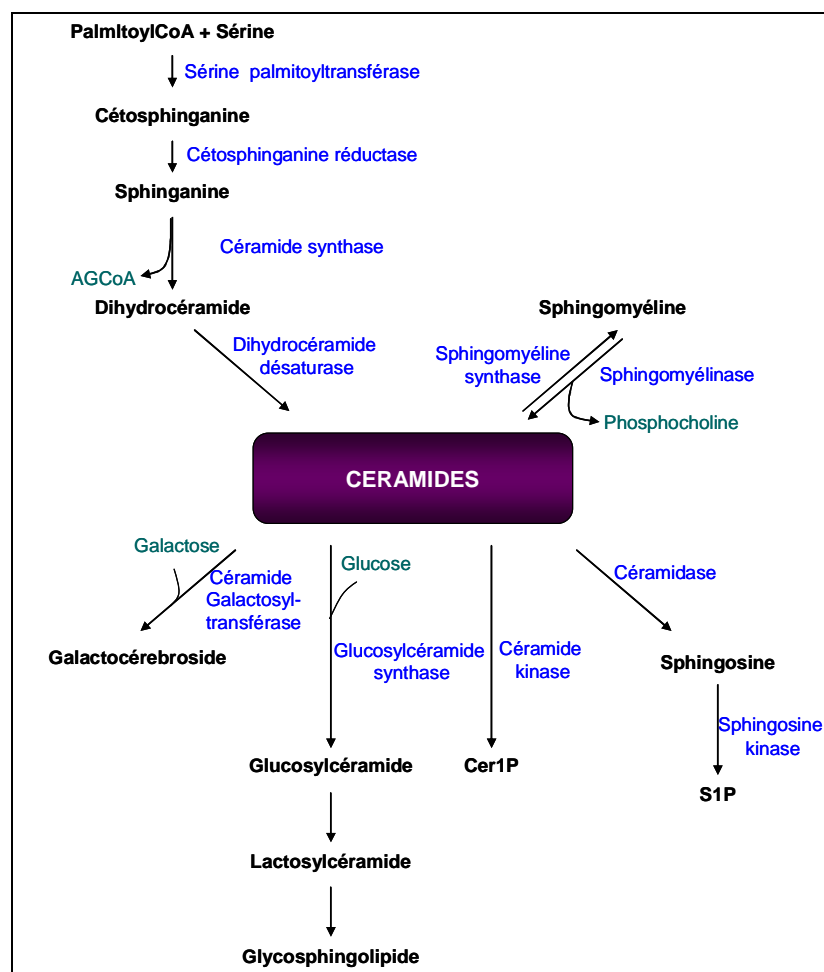 PalmItoylCoA + Sérine
Sérine palmitoyltransférase
Cétosphinganine
Cétosphinganine réductase
Sphinganine
Céramide synthase
AGCoA
Dihydrocéramide
Sphingomyéline
Dihydrocéramide
désaturase
Sphingomyéline
synthase
Sphingomyélinase
Phosphocholine
CERAMIDES
Galactose
Céramide
Galactosyl-
transférase
Glucose
Céramidase
Galactocérebroside
Glucosylcéramide
synthase
Céramide
kinase
Sphingosine
Sphingosine
kinase
Glucosylcéramide
Cer1P
S1P
Lactosylcéramide
Glycosphingolipide